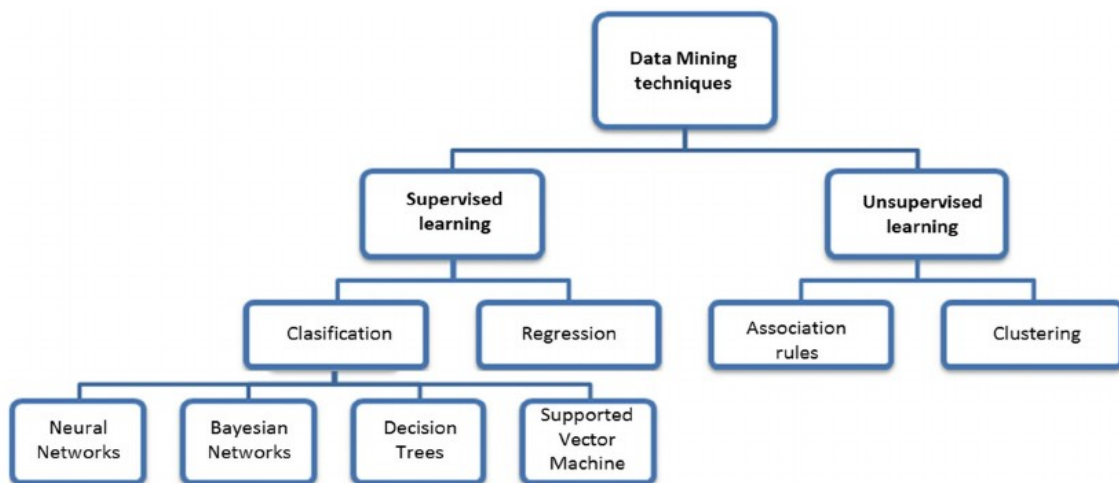 Data Mining
techniques
Supervised
learning
Unsupervised
learning
Clasification
Regression
Association
rules
Clustering
Neural
Networks
Bayesian
Networks
Decision
Trees
Supported
Vector
Machine